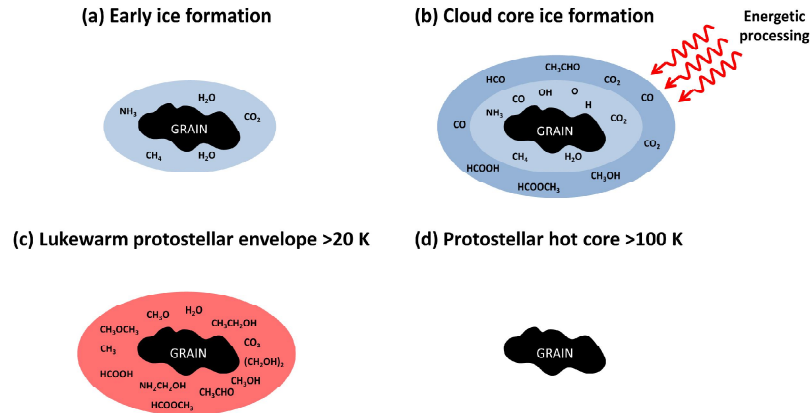 (a) Early ice formation
H₂O
NH₃
CO₂
GRAIN
CH₄
H₂O
(b) Cloud core ice formation
Energetic
processing
CH₃CHO
HCO
CO₂
OH
O
CO
CO
H
NH₃
CO₂
CO
GRAIN
CO₂
CH₄
H₂O
HCOOH
CH₃OH
HCOOCH₃
(c) Lukewarm protostellar envelope >20 K
CH₃O
H₂O
CH₃CH₂OH
CH₃OCH₃
CO₂
CH₃
GRAIN
(CH₂OH)₂
HCOOH
CH₃OH
NH₂CH₂OH
CH₃CHO
HCOOCH₃
(d) Protostellar hot core >100 K
GRAIN